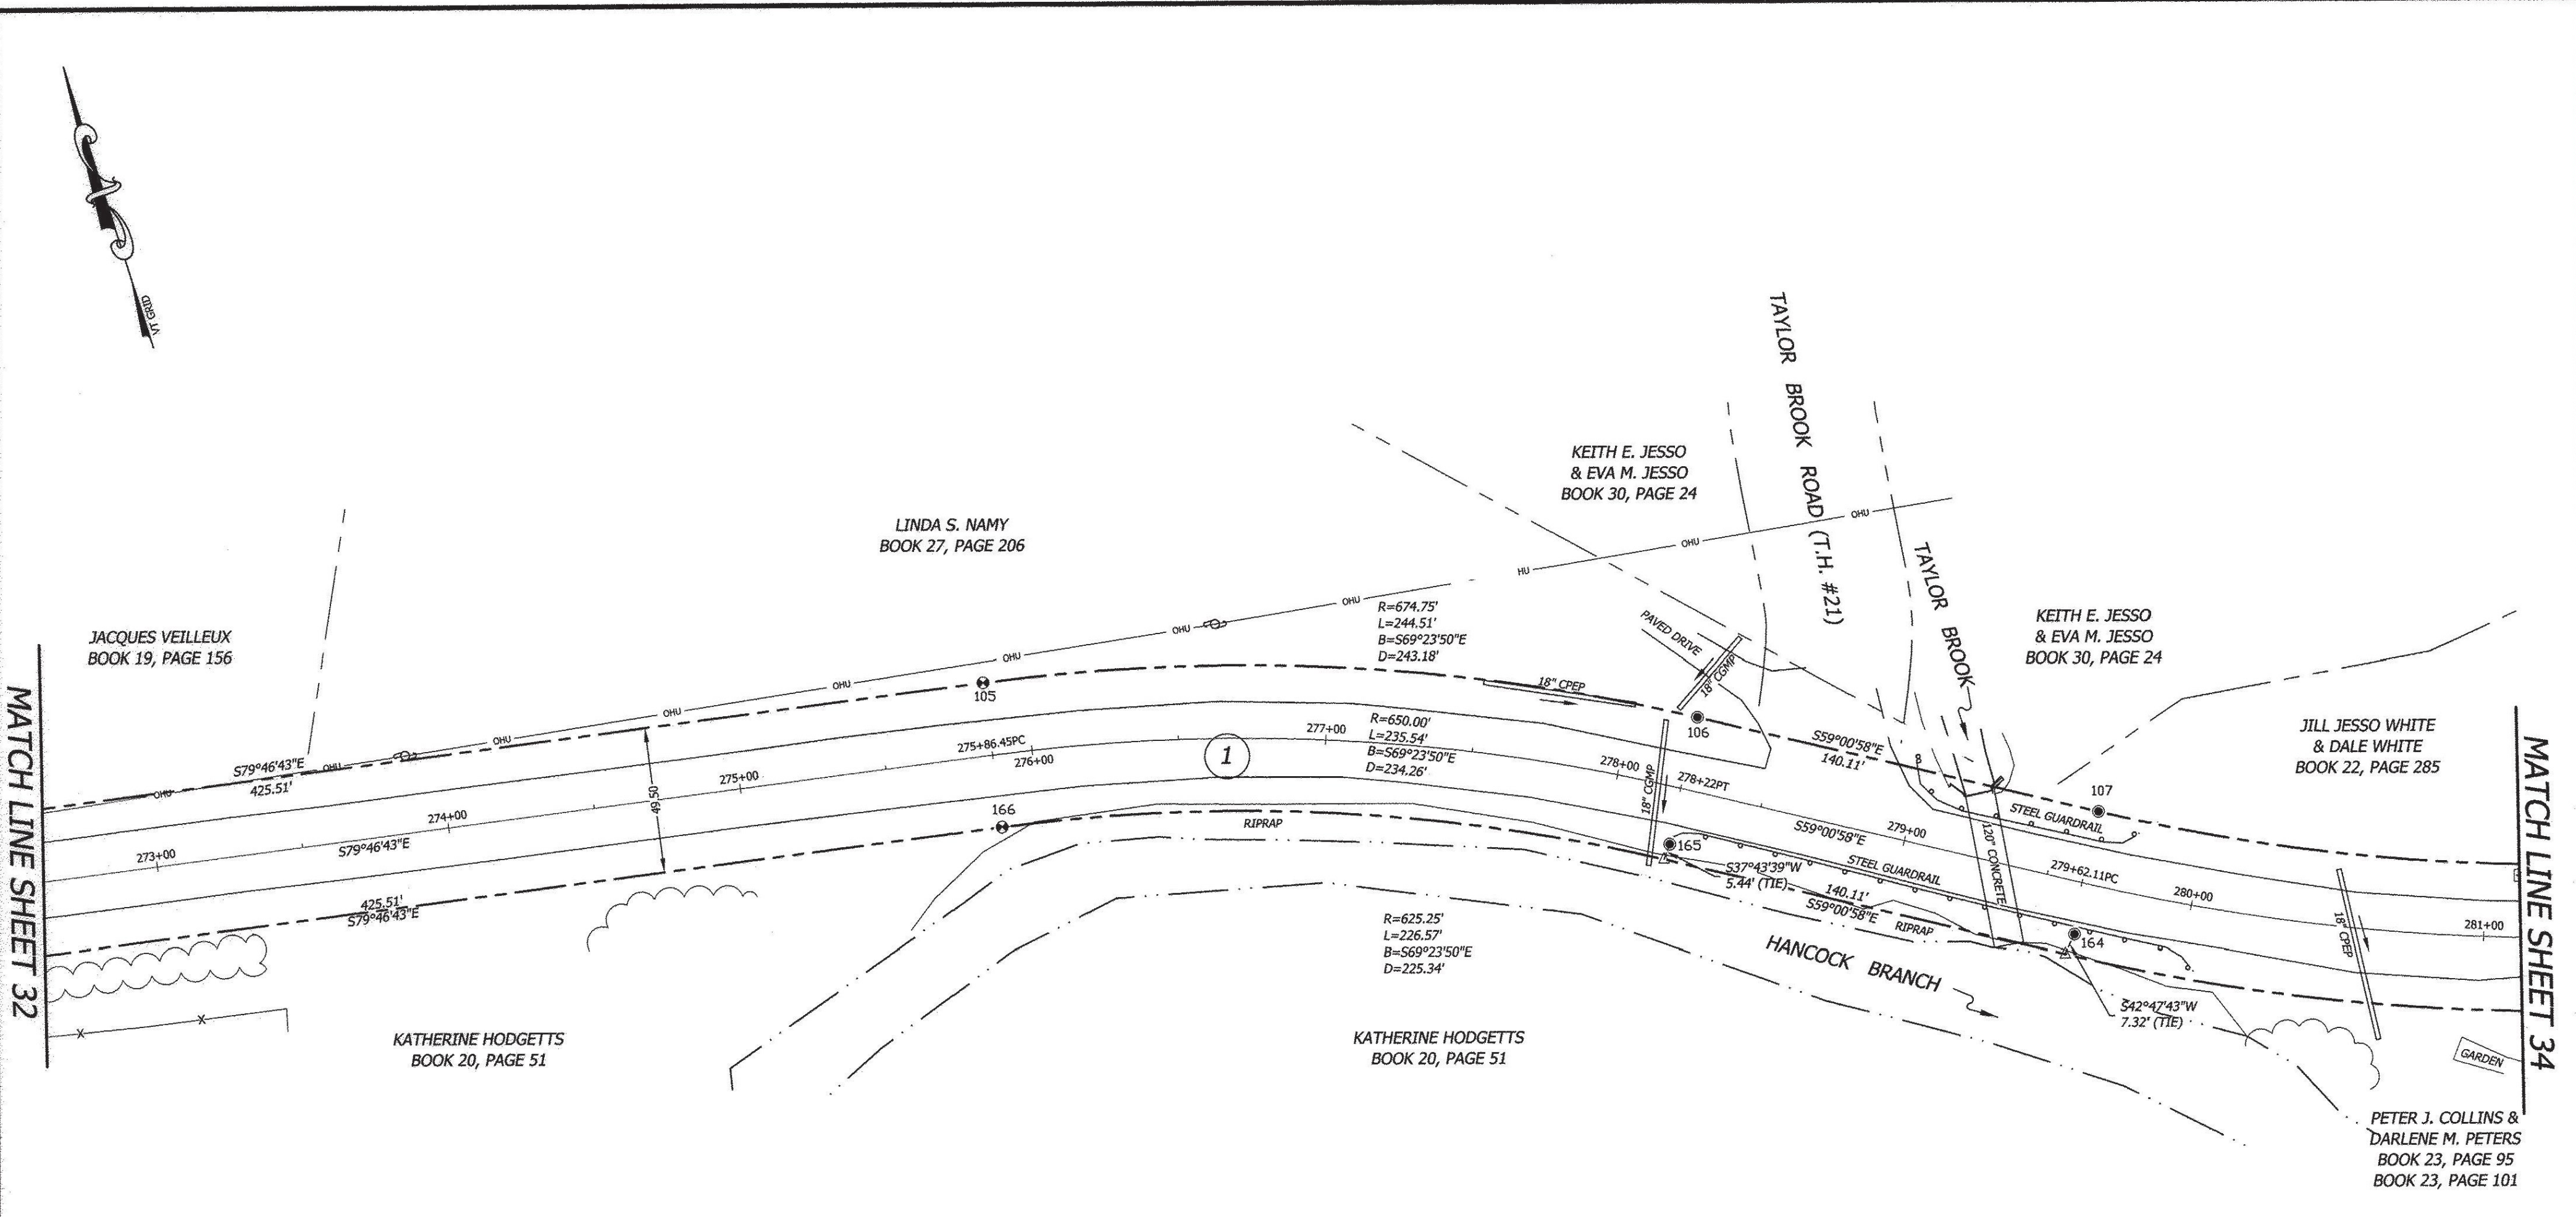 VT GRID
MATCH LINE SHEET 32
JACQUES VEILLEUX
BOOK 19, PAGE 156
LINDA S. NAMY
BOOK 27, PAGE 206
KEITH E. JESSO
& EVA M. JESSO
BOOK 30, PAGE 24
TAYLOR BROOK ROAD (T.H. #21)
TAYLOR BROOK
KEITH E. JESSO
& EVA M. JESSO
BOOK 30, PAGE 24
JILL JESSO WHITE
& DALE WHITE
BOOK 22, PAGE 285
MATCH LINE SHEET 34
OHU
OHU
OHU
OHU
OHU
OHU
OHU
OHU
HU
OHU
OHU
S79°46'43"E
425.51'
105
R=674.75'
L=244.51'
B=S69°23'50"E
D=243.18'
18" CPEP
PAVED DRIVE
18" CGMP
106
S59°00'58"E
140.11'
107
STEEL GUARDRAIL
273+00
S79°46'43"E
274+00
49.50'
275+00
275+86.45PC
276+00
1
277+00
R=650.00'
L=235.54'
B=S69°23'50"E
D=234.26'
278+00
18" CGMP
278+22PT
S59°00'58"E
279+00
120" CONCRETE
279+62.11PC
280+00
18" CPEP
281+00
425.51'
S79°46'43"E
166
RIPRAP
165
S37°43'39"W
5.44' (TIE)
STEEL GUARDRAIL
140.11'
S59°00'58"E
RIPRAP
164
S42°47'43"W
7.32' (TIE)
R=625.25'
L=226.57'
B=S69°23'50"E
D=225.34'
HANCOCK BRANCH
X
X
KATHERINE HODGETTS
BOOK 20, PAGE 51
KATHERINE HODGETTS
BOOK 20, PAGE 51
GARDEN
PETER J. COLLINS &
DARLENE M. PETERS
BOOK 23, PAGE 95
BOOK 23, PAGE 101